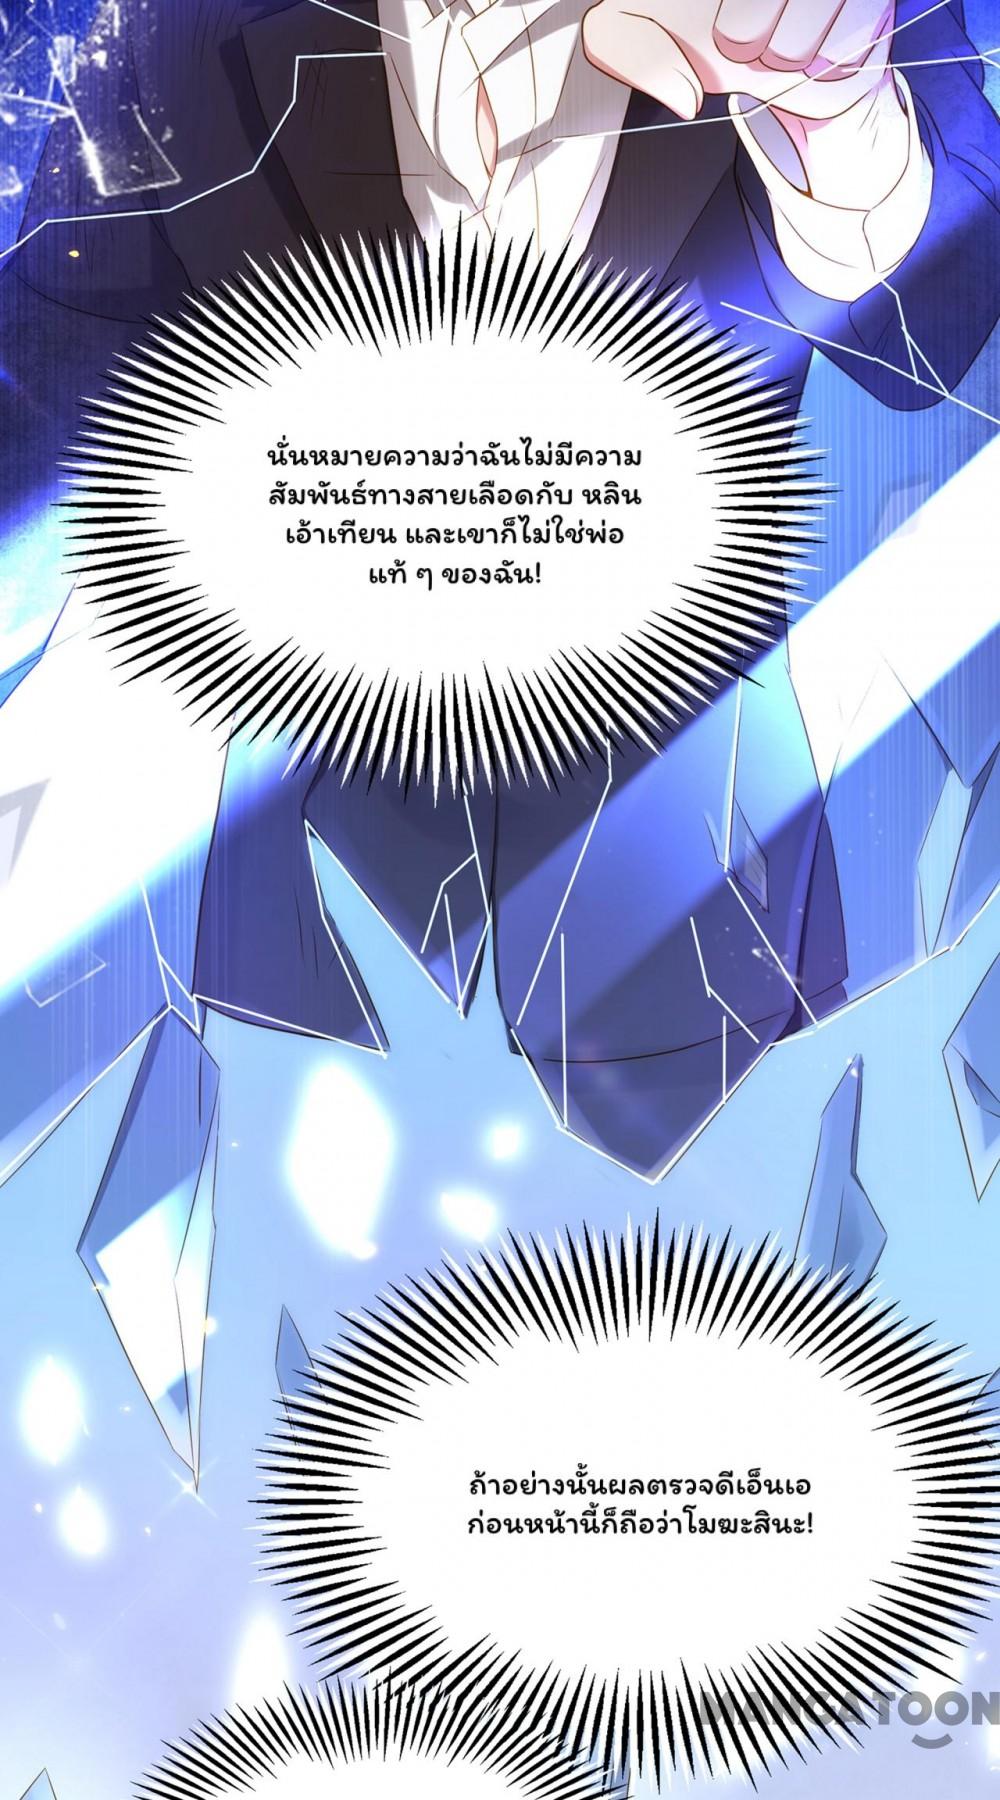 นั่นหมายความว่าฉันไม่มีความ
สัมพันธ์ทางสายเลือดกับ หลิน
เอ้าเทียน และเขาก็ไม่ใช่พ่อ
แท้ ๆ ของฉัน!
ถ้าอย่างนั้นผลตรวจดีเอ็นเอ
ก่อนหน้านี้ก็ถือว่าโมฆะสินะ!
MANGATOON